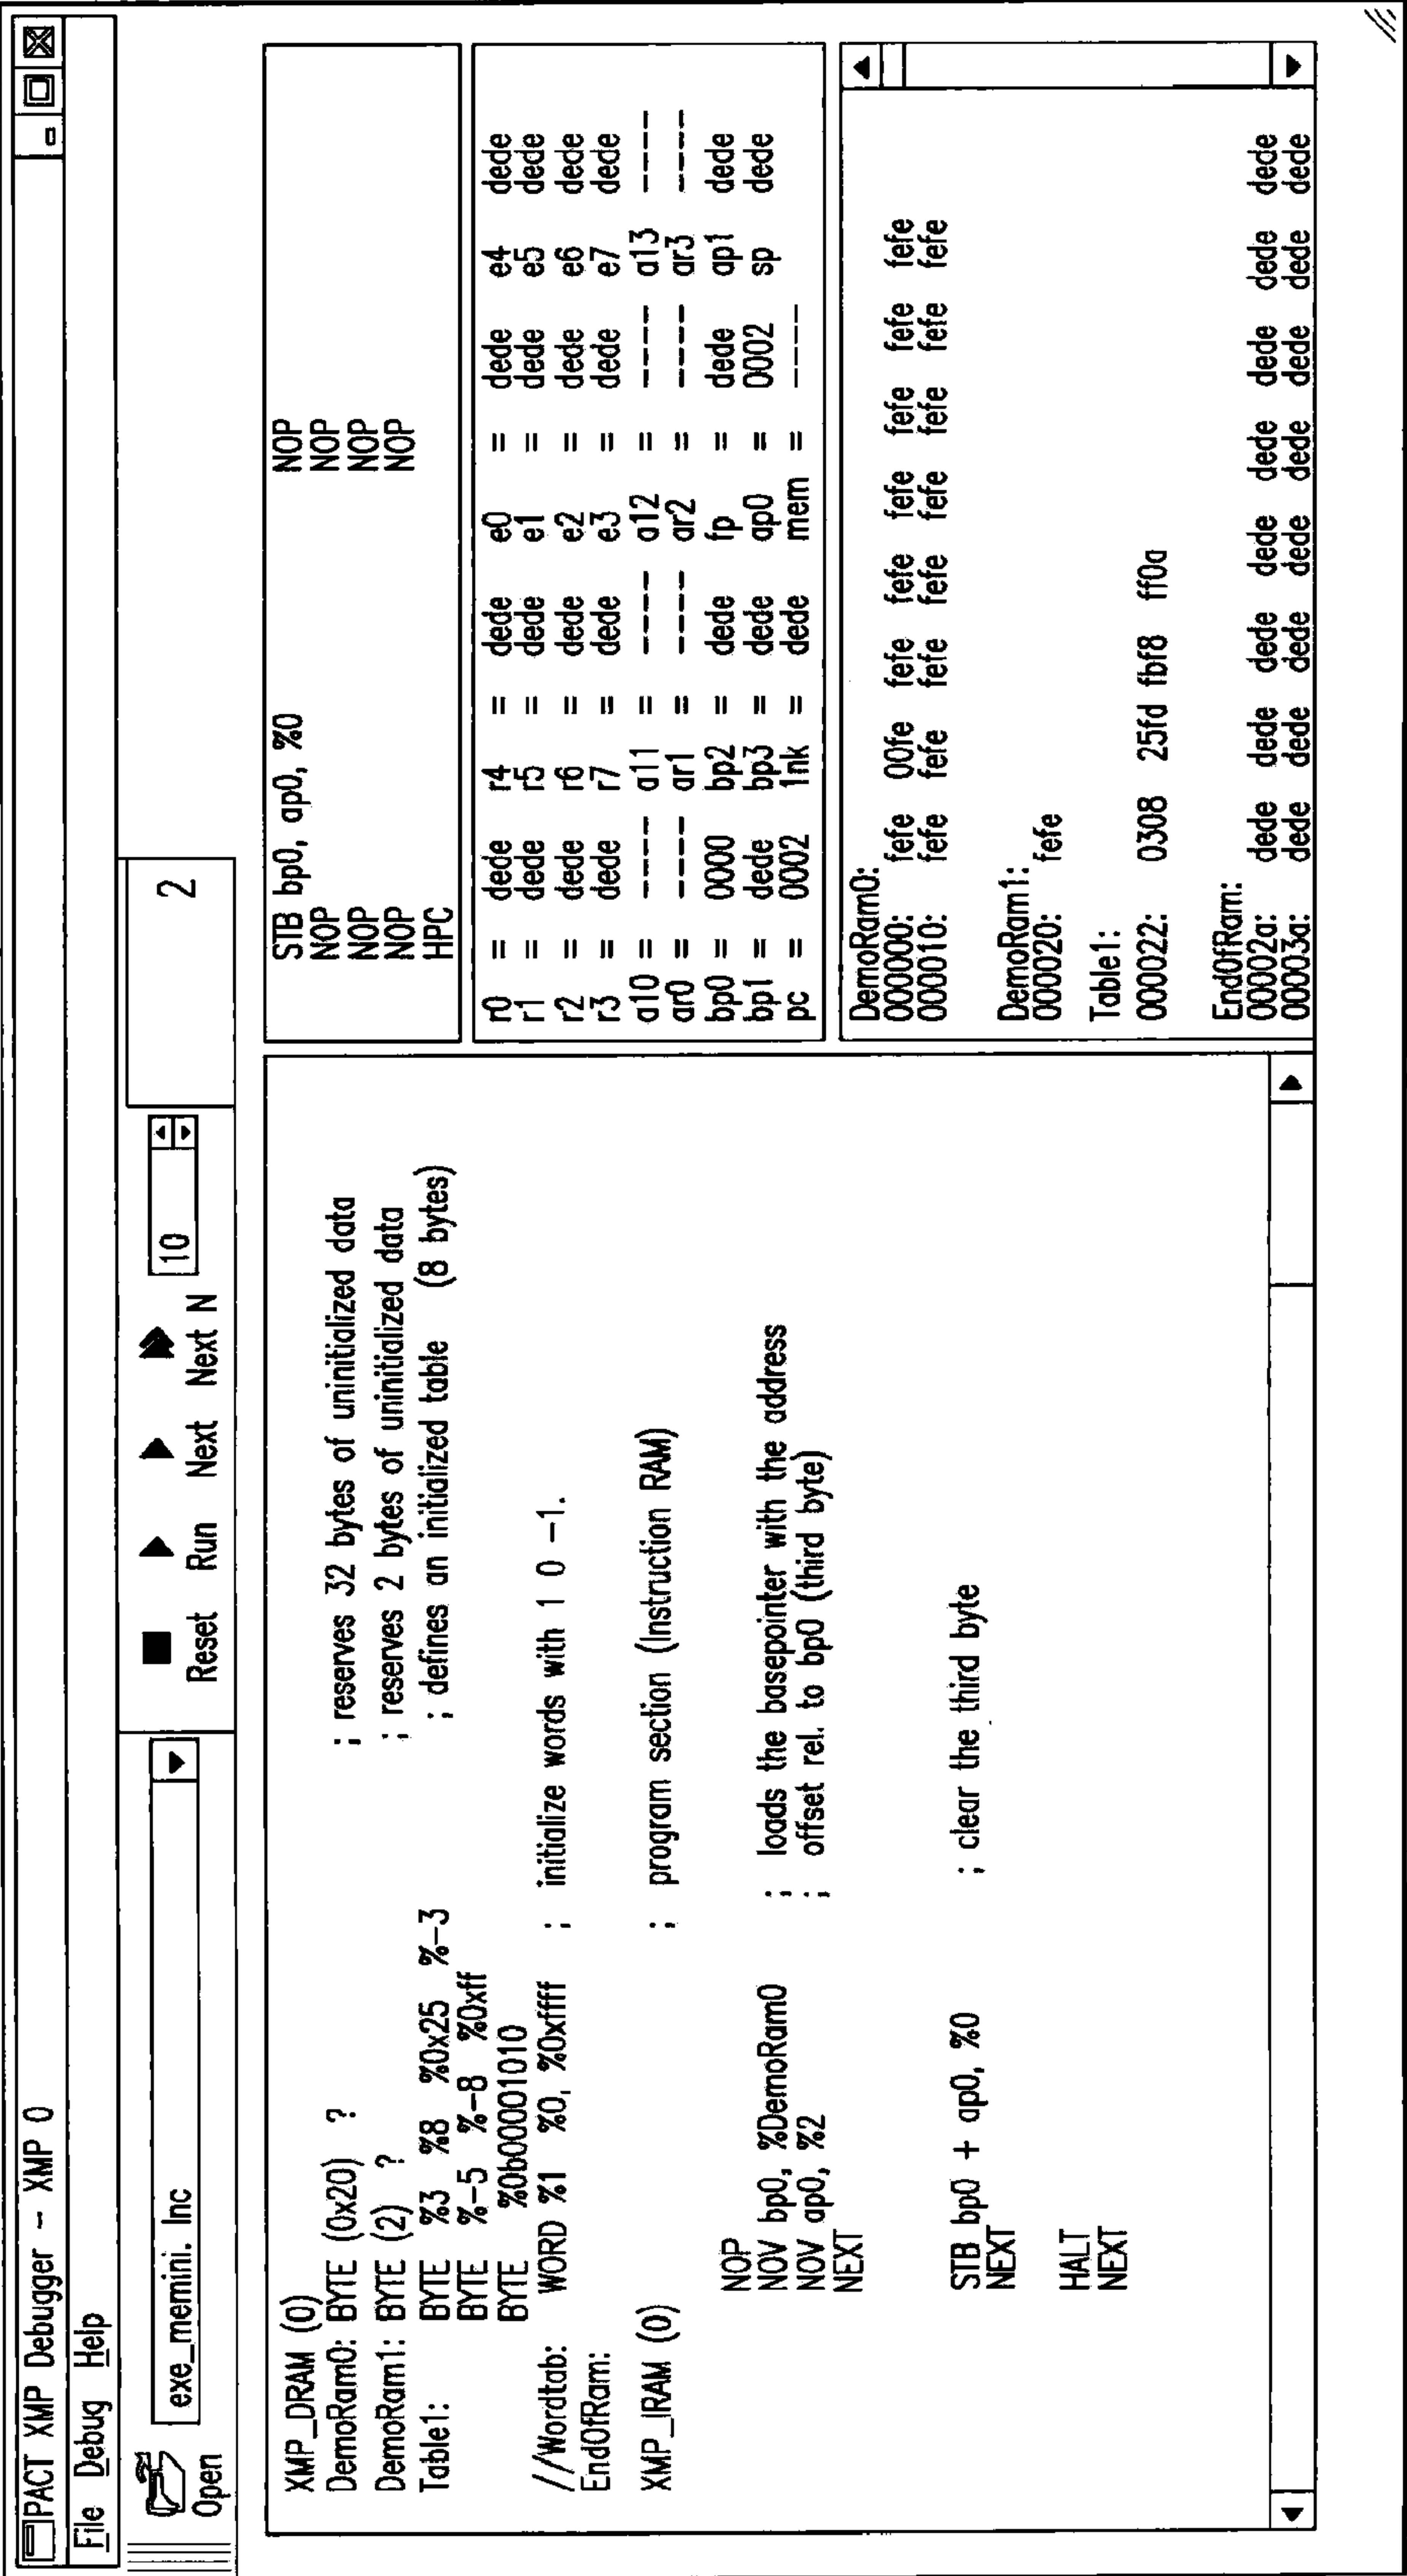 PACT XMP Debugger - XMP 0
File Debug Help
Open
exe_memini. Inc
Reset Run Next Next N
10
2
XMP_DRAM (0)
DemoRam0: BYTE (0x20) ? ; reserves 32 bytes of uninitialized data
DemoRam1: BYTE (2) ? ; reserves 2 bytes of uninitialized data
Table1: BYTE %3 %8 %0x25 %-3 ; defines an initialized table (8 bytes)
BYTE %-5 %-8 %0xff
BYTE %0b00001010
//Wordtab: WORD %1 %0, %0xffff ; initialize words with 1 0 -1.
EndOfRam:
XMP_IRAM (0) ; program section (Instruction RAM)
NOP
NOV bp0, %DemoRam0 ; loads the basepointer with the address
NOV ap0, %2 ; offset rel. to bp0 (third byte)
NEXT
STB bp0 + ap0, %0 ; clear the third byte
NEXT
HALT
NEXT
STB bp0, ap0, %0 NOP
NOP NOP
NOP NOP
NOP NOP
HPC
r0 = dede r4 = dede e0 = dede e4 dede
r1 = dede r5 = dede e1 = dede e5 dede
r2 = dede r6 = dede e2 = dede e6 dede
r3 = dede r7 = dede e3 = dede e7 dede
a10 = ---- a11 = ---- a12 = ---- a13 ----
ar0 = ---- ar1 = ---- ar2 = ---- ar3 ----
bp0 = 0000 bp2 = dede fp = dede ap1 dede
bp1 = dede bp3 = dede ap0 = 0002 sp dede
pc = 0002 1nk = dede mem = ----
DemoRam0:
000000: fefe 00fe fefe fefe fefe fefe fefe fefe
000010: fefe fefe fefe fefe fefe fefe fefe fefe
DemoRam1:
000020: fefe
Table1:
000022: 0308 25fd fbf8 ff0a
EndOfRam:
00002a: dede dede dede dede dede dede dede dede
00003a: dede dede dede dede dede dede dede dede